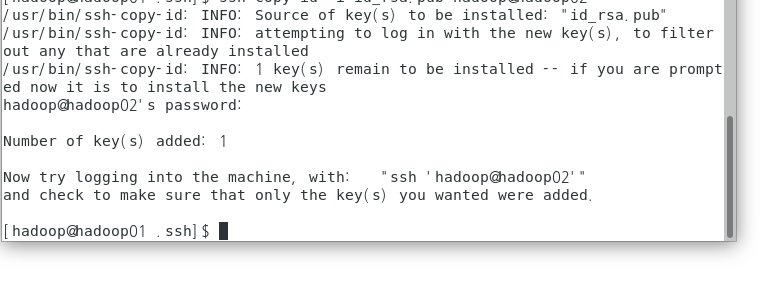 /usr/bin/ssh-copy-id: INFO: Source of key(s) to be installed: "id_rsa.pub"
/usr/bin/ssh-copy-id: INFO: attempting to log in with the new key(s), to filter
out any that are already installed
/usr/bin/ssh-copy-id: INFO: 1 key(s) remain to be installed -- if you are prompt
ed now it is to install the new keys
hadoop@hadoop02's password:
Number of key(s) added: 1
Now try logging into the machine, with:   "ssh 'hadoop@hadoop02'"
and check to make sure that only the key(s) you wanted were added.
[hadoop@hadoop01 .ssh]$